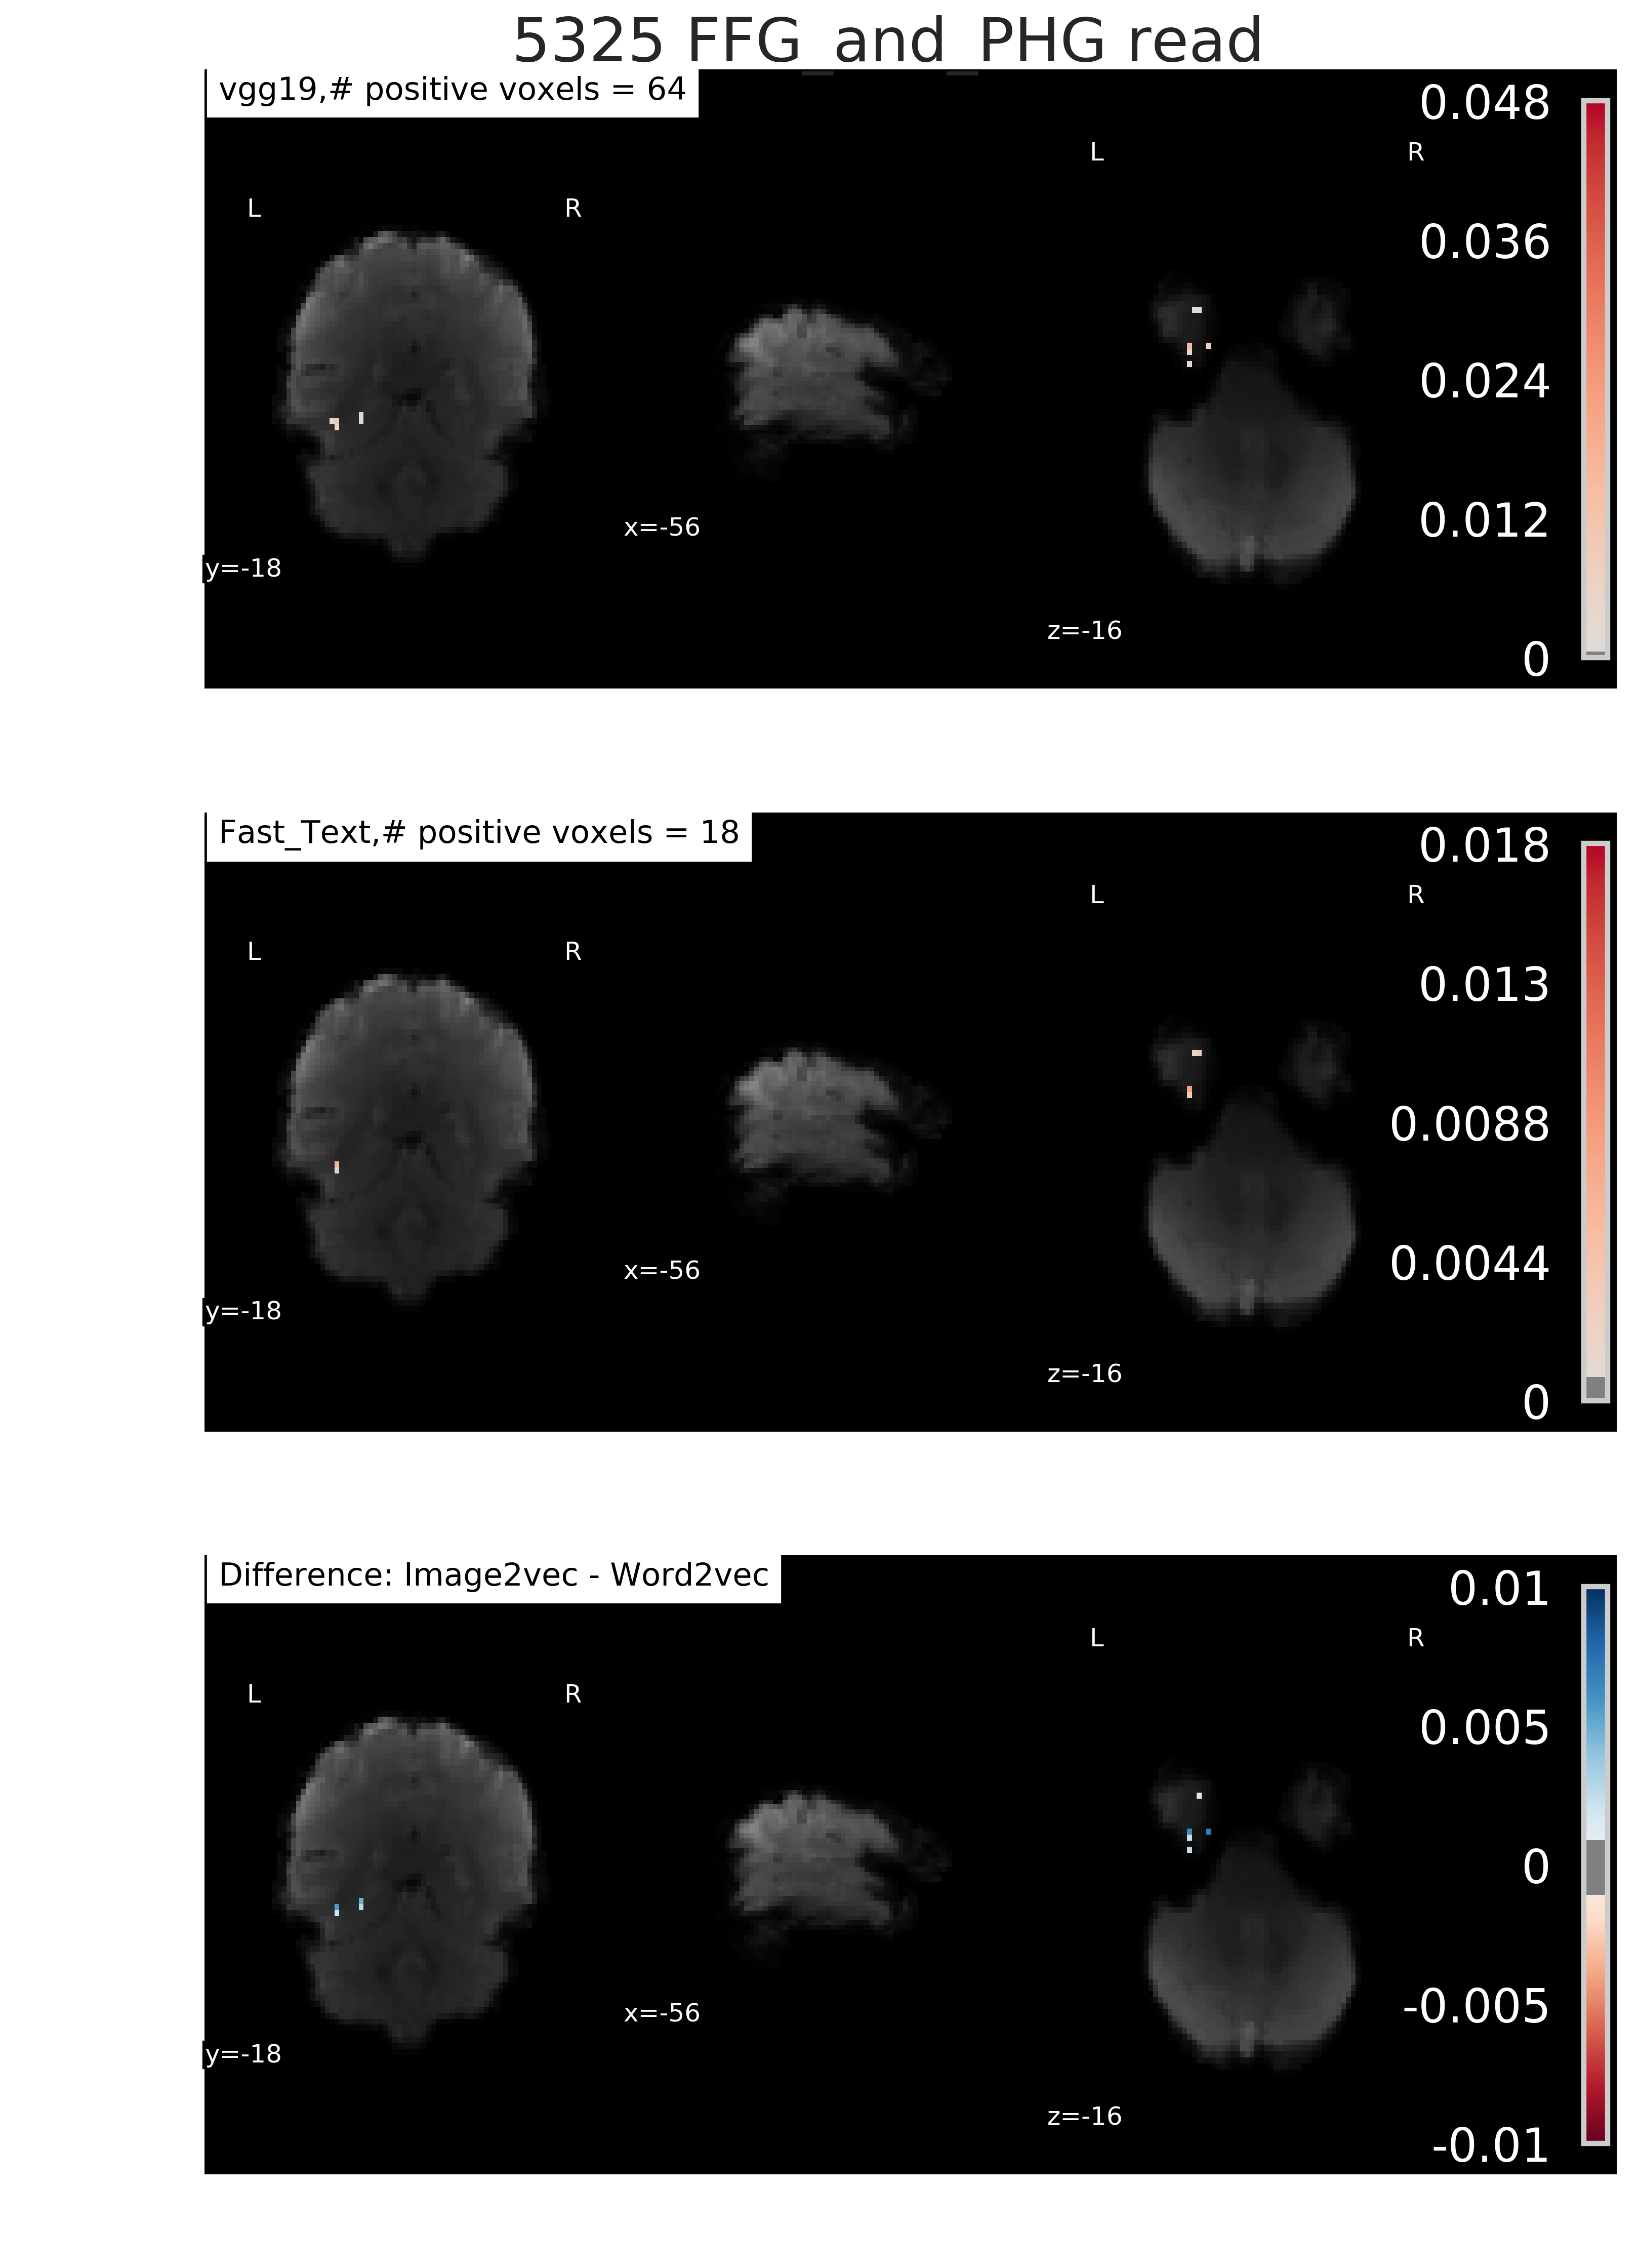 5325 FFG_and_PHG read
vgg19,# positive voxels = 64
0.048
L R
L R
0.036
0.024
0.012
x=-56
y=-18
z=-16
0
Fast_Text,# positive voxels = 18
0.018
L R
L R
0.013
0.0088
0.0044
x=-56
y=-18
z=-16
0
Difference: Image2vec - Word2vec
0.01
L R
L R
0.005
0
-0.005
x=-56
y=-18
z=-16
-0.01